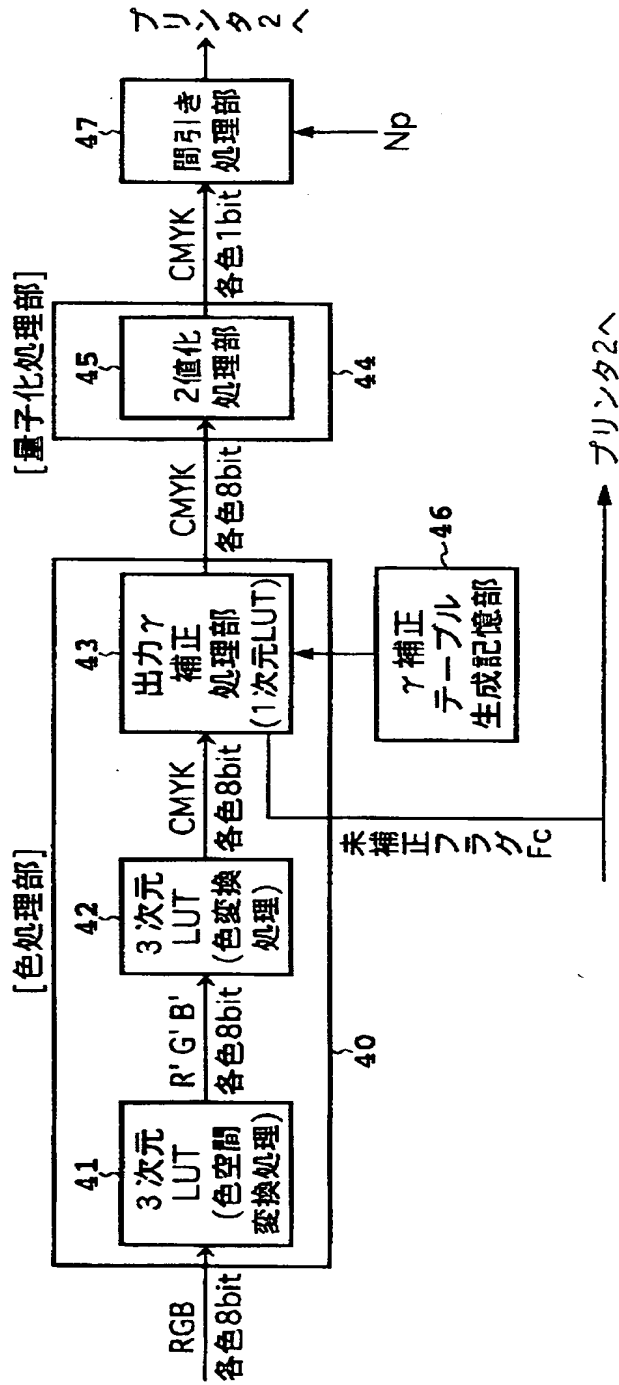 [色処理部]
[量子化処理部]
RGB
各色8bit
41
3次元
LUT
(色空間
変換処理)
R'G'B'
各色8bit
42
3次元
LUT
(色変換
処理)
CMYK
各色8bit
43
出力γ
補正
処理部
(1次元LUT)
40
CMYK
各色8bit
45
2値化
処理部
44
CMYK
各色1bit
47
間引き
処理部
プリンタ2へ
Np
未補正フラグ
Fc
46
γ補正
テーブル
生成記憶部
プリンタ2へ